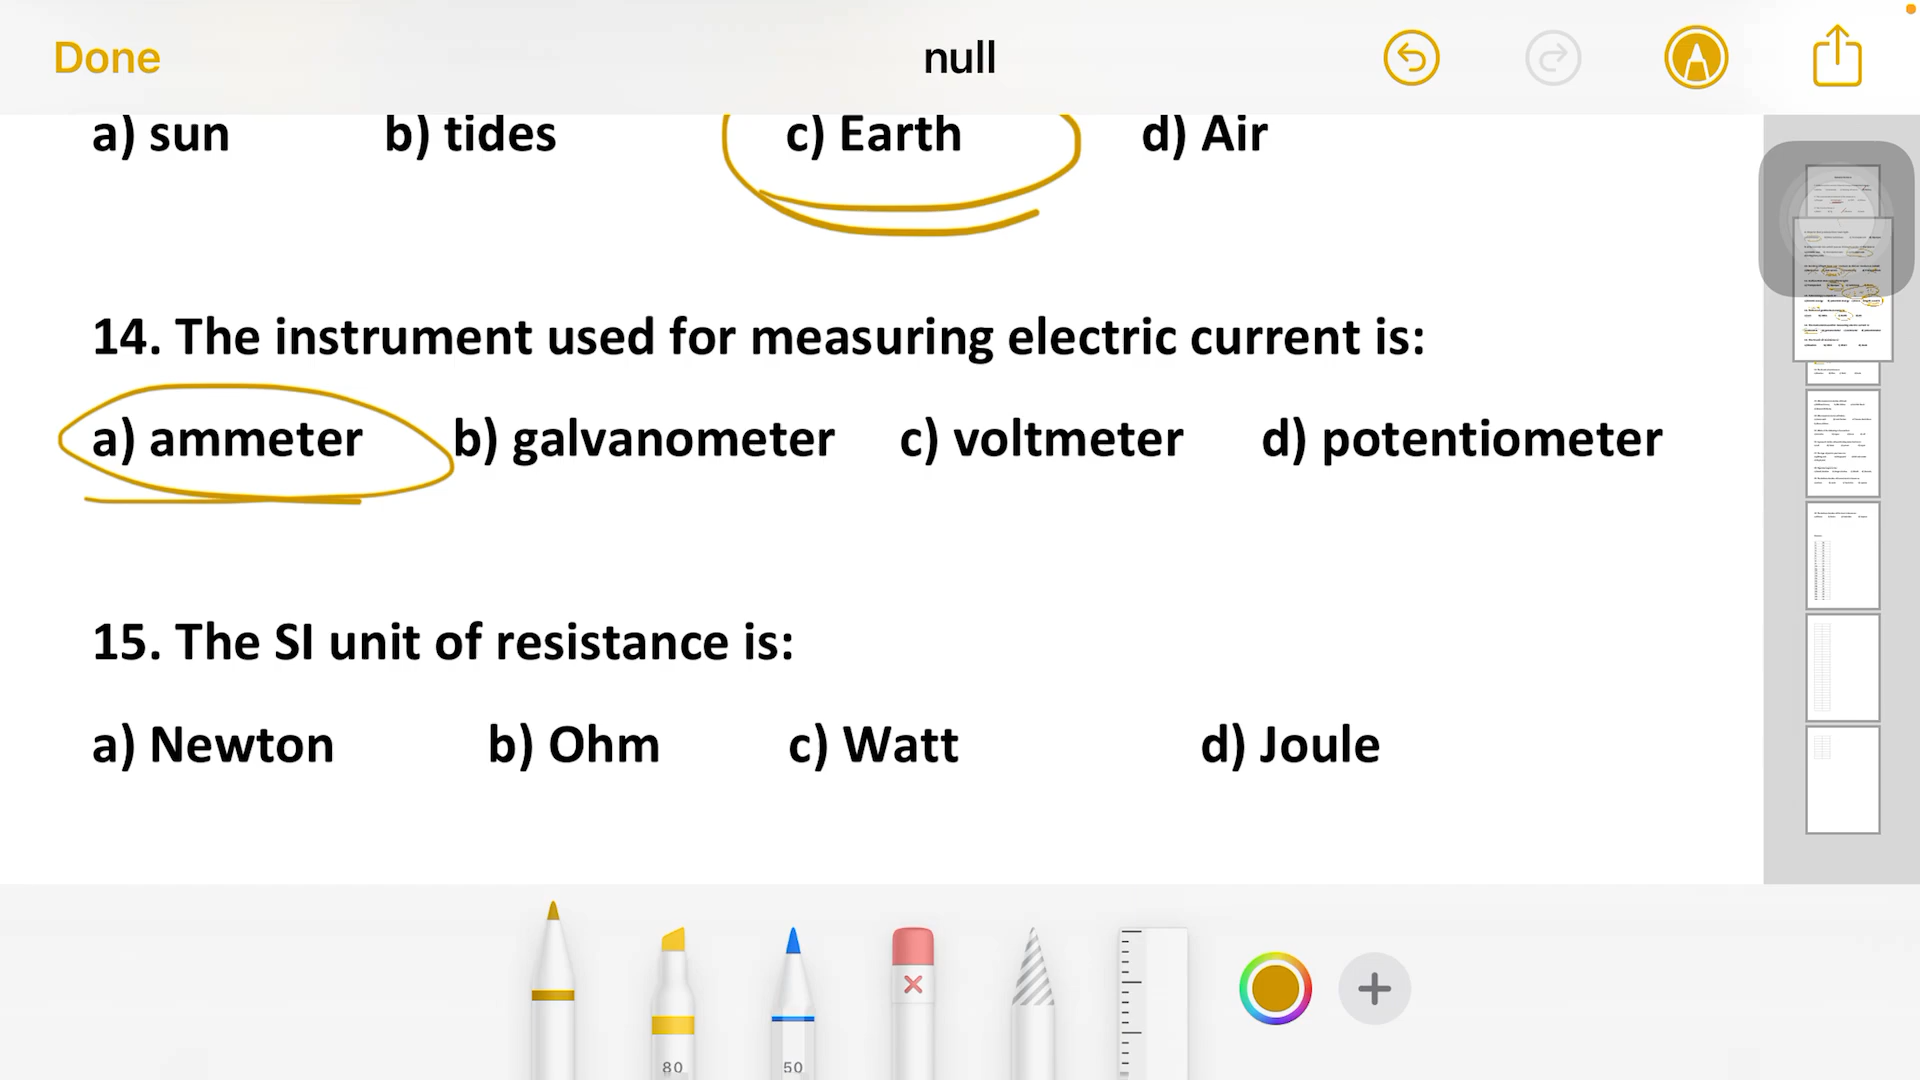 Done null
a) sun b) tides c) Earth d) Air
14. The instrument used for measuring electric current is:
a) ammeter b) galvanometer c) voltmeter d) potentiometer
15. The SI unit of resistance is:
a) Newton b) Ohm c) Watt d) Joule
80 50